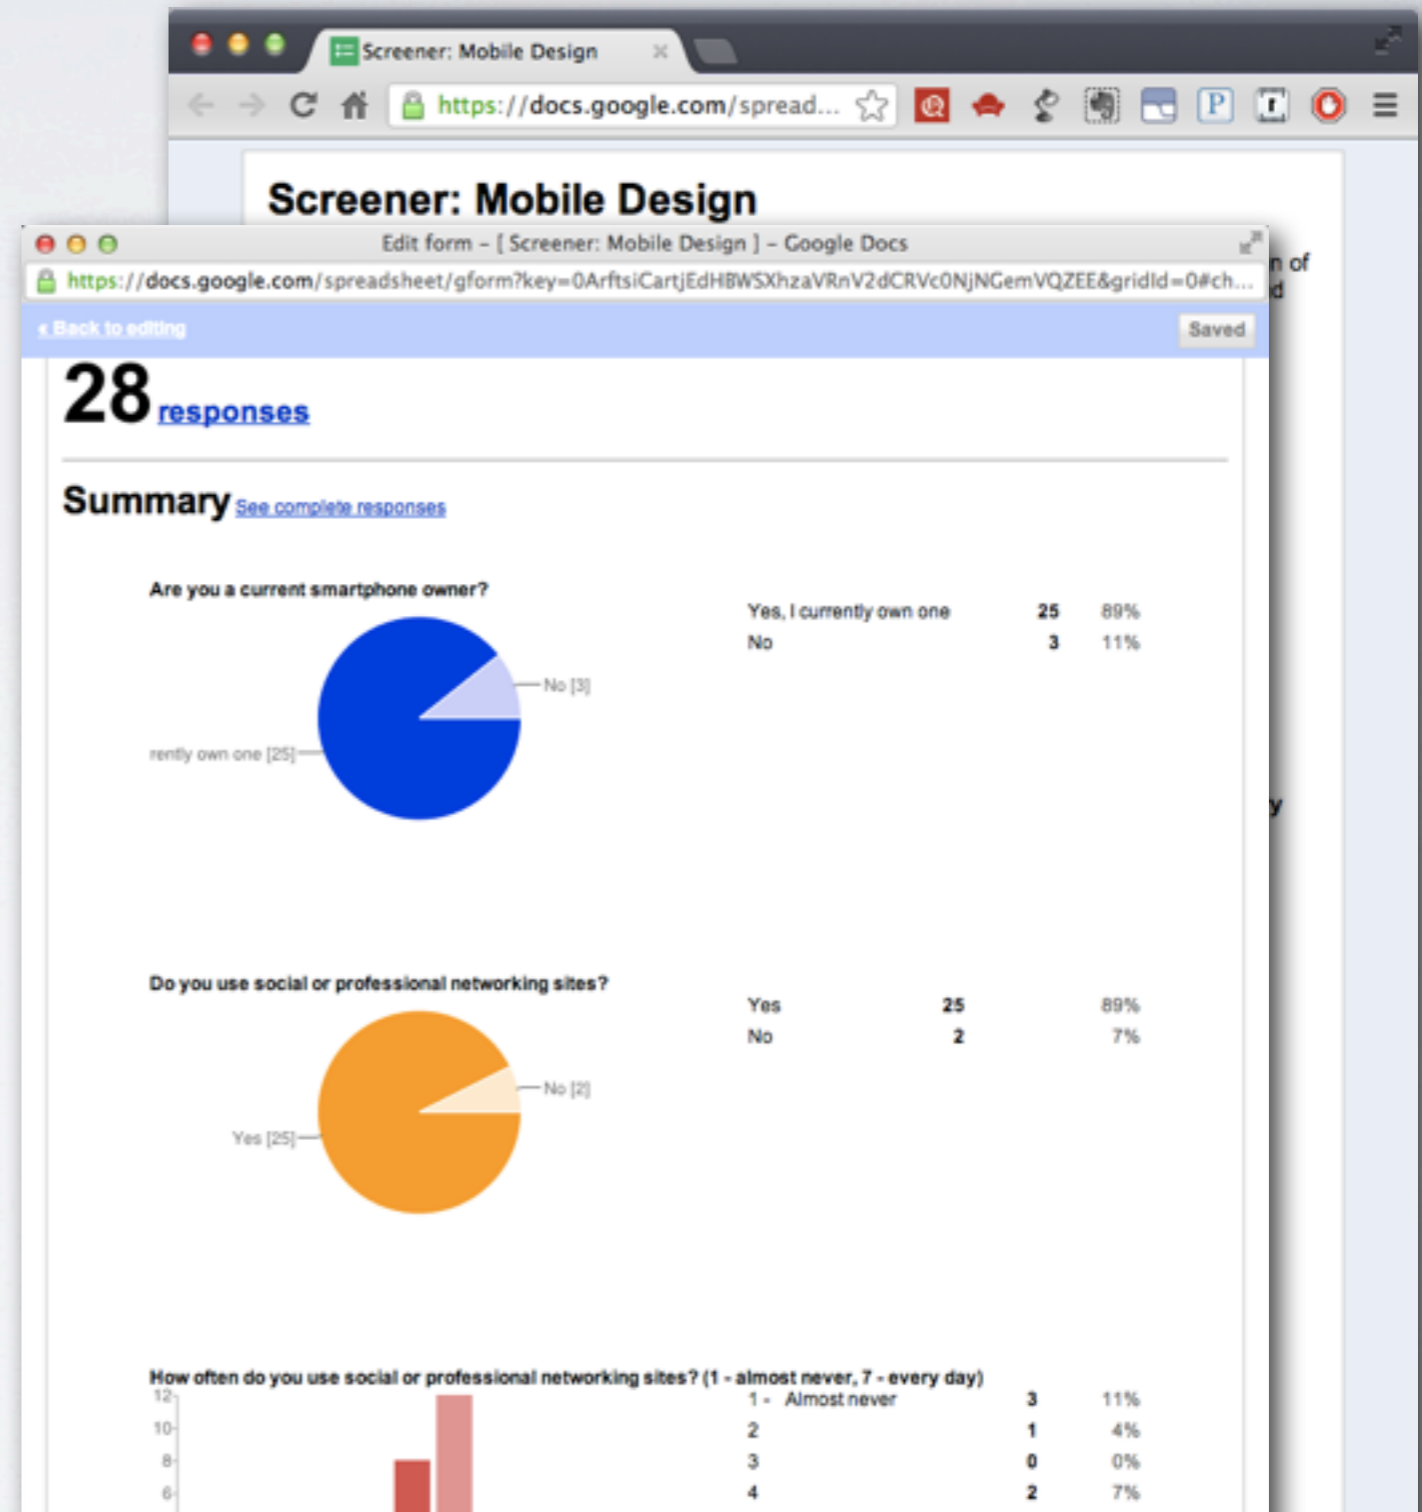 Screener: Mobile Design
https://docs.google.com/spread...
Screener: Mobile Design
n of
Edit form – [ Screener: Mobile Design ] – Google Docs
https://docs.google.com/spreadsheet/gform?key=0ArftsiCartjEdHBWSXhzaVRnV2dCRVc0NjNGemVQZEE&gridId=0#ch...
d
« Back to editing
Saved
28 responses
Summary See complete responses
Are you a current smartphone owner?
Yes, I currently own one 25 89%
No 3 11%
No [3]
rently own one [25]
y
Do you use social or professional networking sites?
Yes 25 89%
No 2 7%
No [2]
Yes [25]
How often do you use social or professional networking sites? (1 - almost never, 7 - every day)
12
10
8
6
1 - Almost never 3 11%
2 1 4%
3 0 0%
4 2 7%